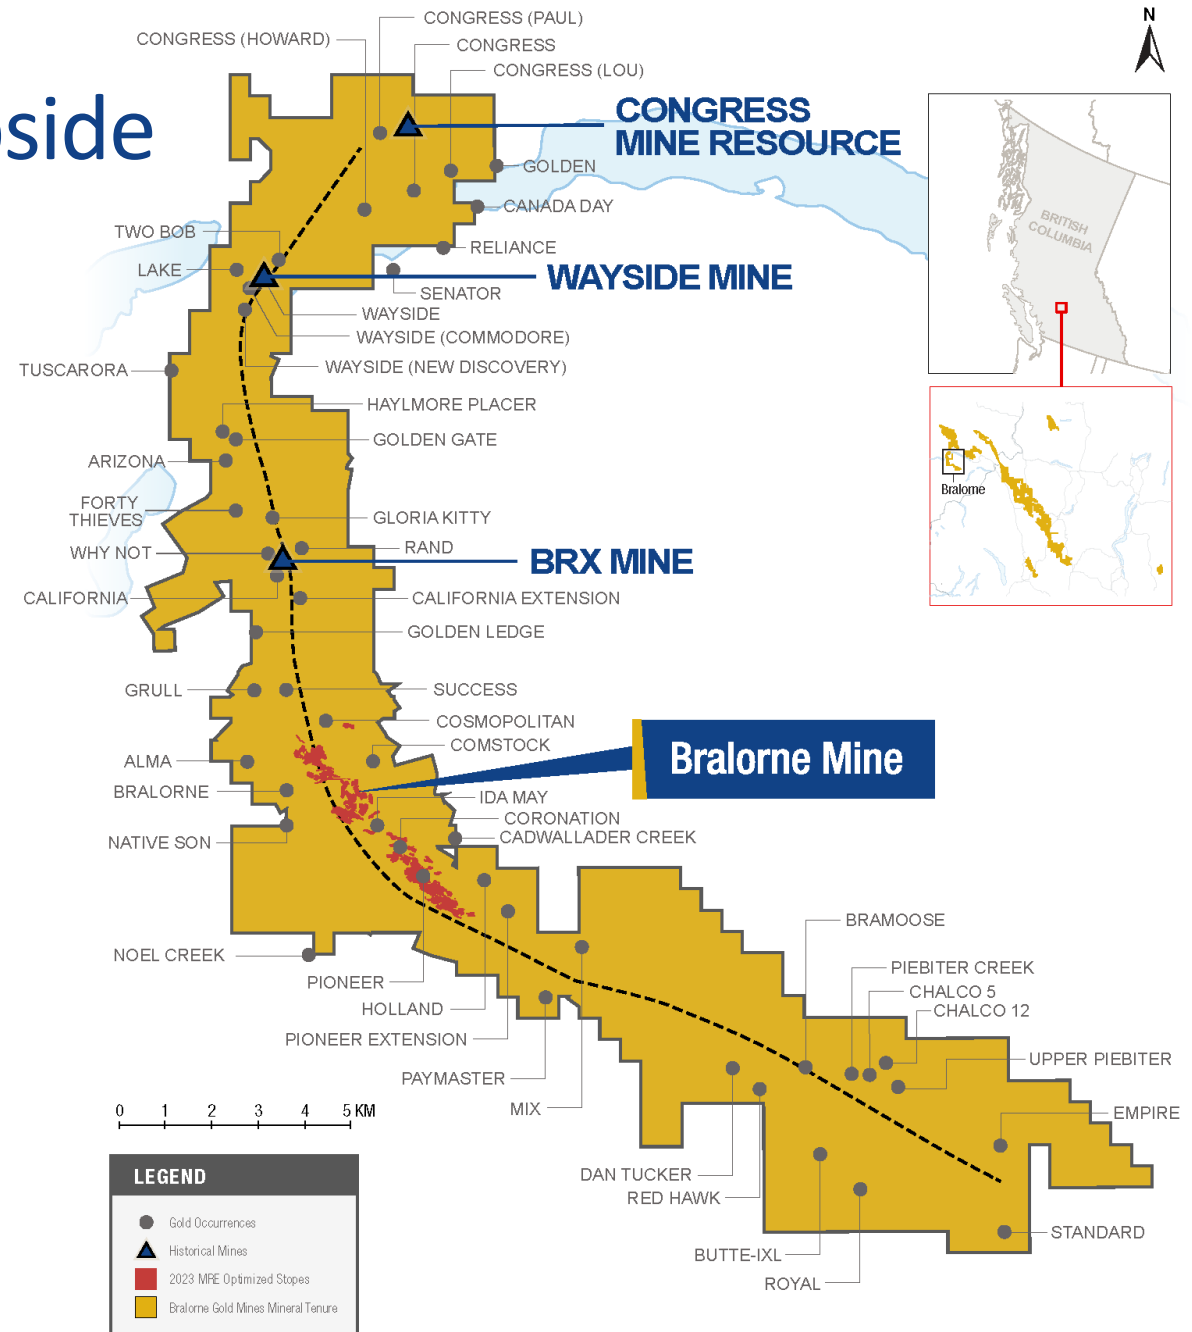 CONGRESS (PAUL)
N
CONGRESS (HOWARD)
CONGRESS
CONGRESS (LOU)
CONGRESS
MINE RESOURCE
GOLDEN
CANADA DAY
BRITISH
COLUMBIA
TWO BOB
RELIANCE
LAKE
WAYSIDE MINE
SENATOR
WAYSIDE
WAYSIDE (COMMODORE)
TUSCARORA
WAYSIDE (NEW DISCOVERY)
HAYLMORE PLACER
GOLDEN GATE
ARIZONA
Bralorne
FORTY
THIEVES
GLORIA KITTY
WHY NOT
RAND
BRX MINE
CALIFORNIA
CALIFORNIA EXTENSION
GOLDEN LEDGE
GRULL
SUCCESS
COSMOPOLITAN
COMSTOCK
Bralorne Mine
ALMA
BRALORNE
IDA MAY
CORONATION
CADWALLADER CREEK
NATIVE SON
BRAMOOSE
NOEL CREEK
PIEBITER CREEK
PIONEER
CHALCO 5
HOLLAND
CHALCO 12
PIONEER EXTENSION
UPPER PIEBITER
PAYMASTER
MIX
EMPIRE
0 1 2 3 4 5 KM
DAN TUCKER
RED HAWK
STANDARD
BUTTE-IXL
ROYAL
LEGEND
Gold Occurrences
Historical Mines
2023 MRE Optimized Stopes
Bralorne Gold Mines Mineral Tenure